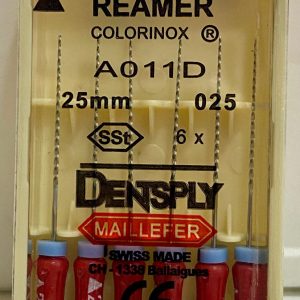 REAMER
COLORINOX ®
A011D
25mm 025
SSt 6 x
DENTSPLY
MAILLEFER
SWISS MADE
CH - 1338 Ballaigues
CE